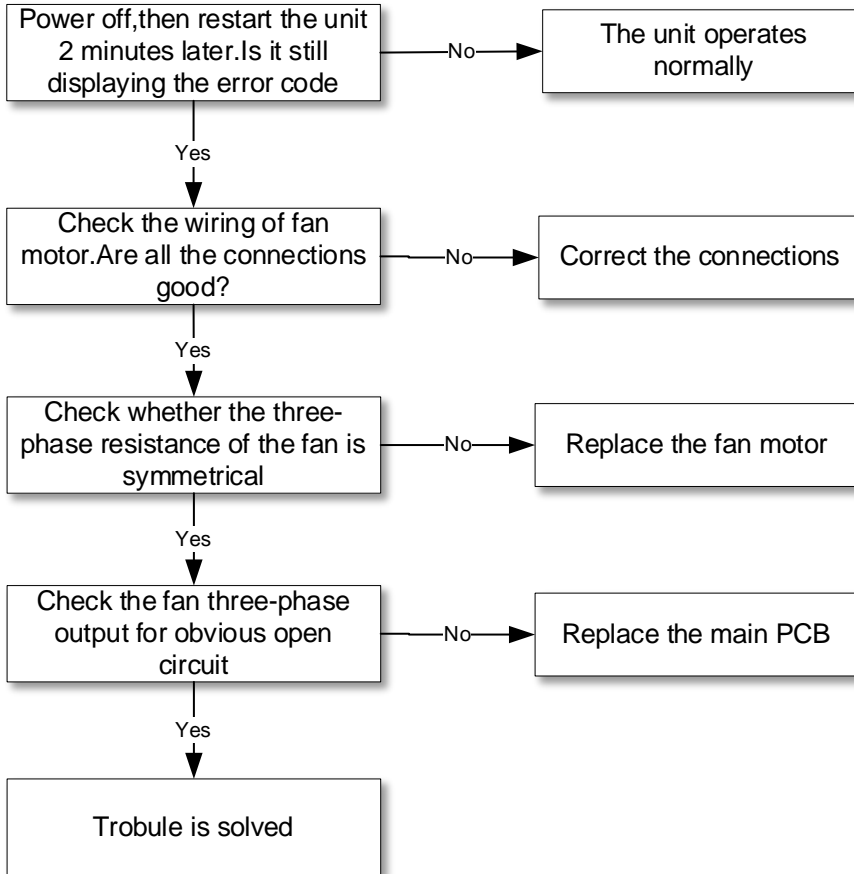 Power off,then restart the unit
2 minutes later.Is it still
displaying the error code
No
The unit operates
normally
Yes
Check the wiring of fan
motor.Are all the connections
good?
No
Correct the connections
Yes
Check whether the three-
phase resistance of the fan is
symmetrical
No
Replace the fan motor
Yes
Check the fan three-phase
output for obvious open
circuit
No
Replace the main PCB
Yes
Trobule is solved